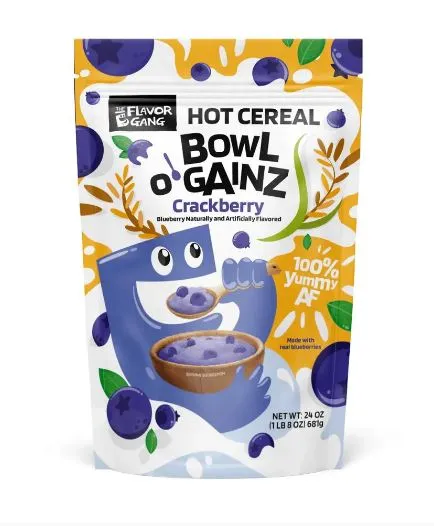 THE
FLAVOR
GANG
HOT CEREAL
BOWL
O' GAINZ
Crackberry
Blueberry Naturally and Artificially Flavored
100%
Yummy
AF
Made with
real blueberries
NET WT: 24 OZ
(1 LB 8 OZ) 681g